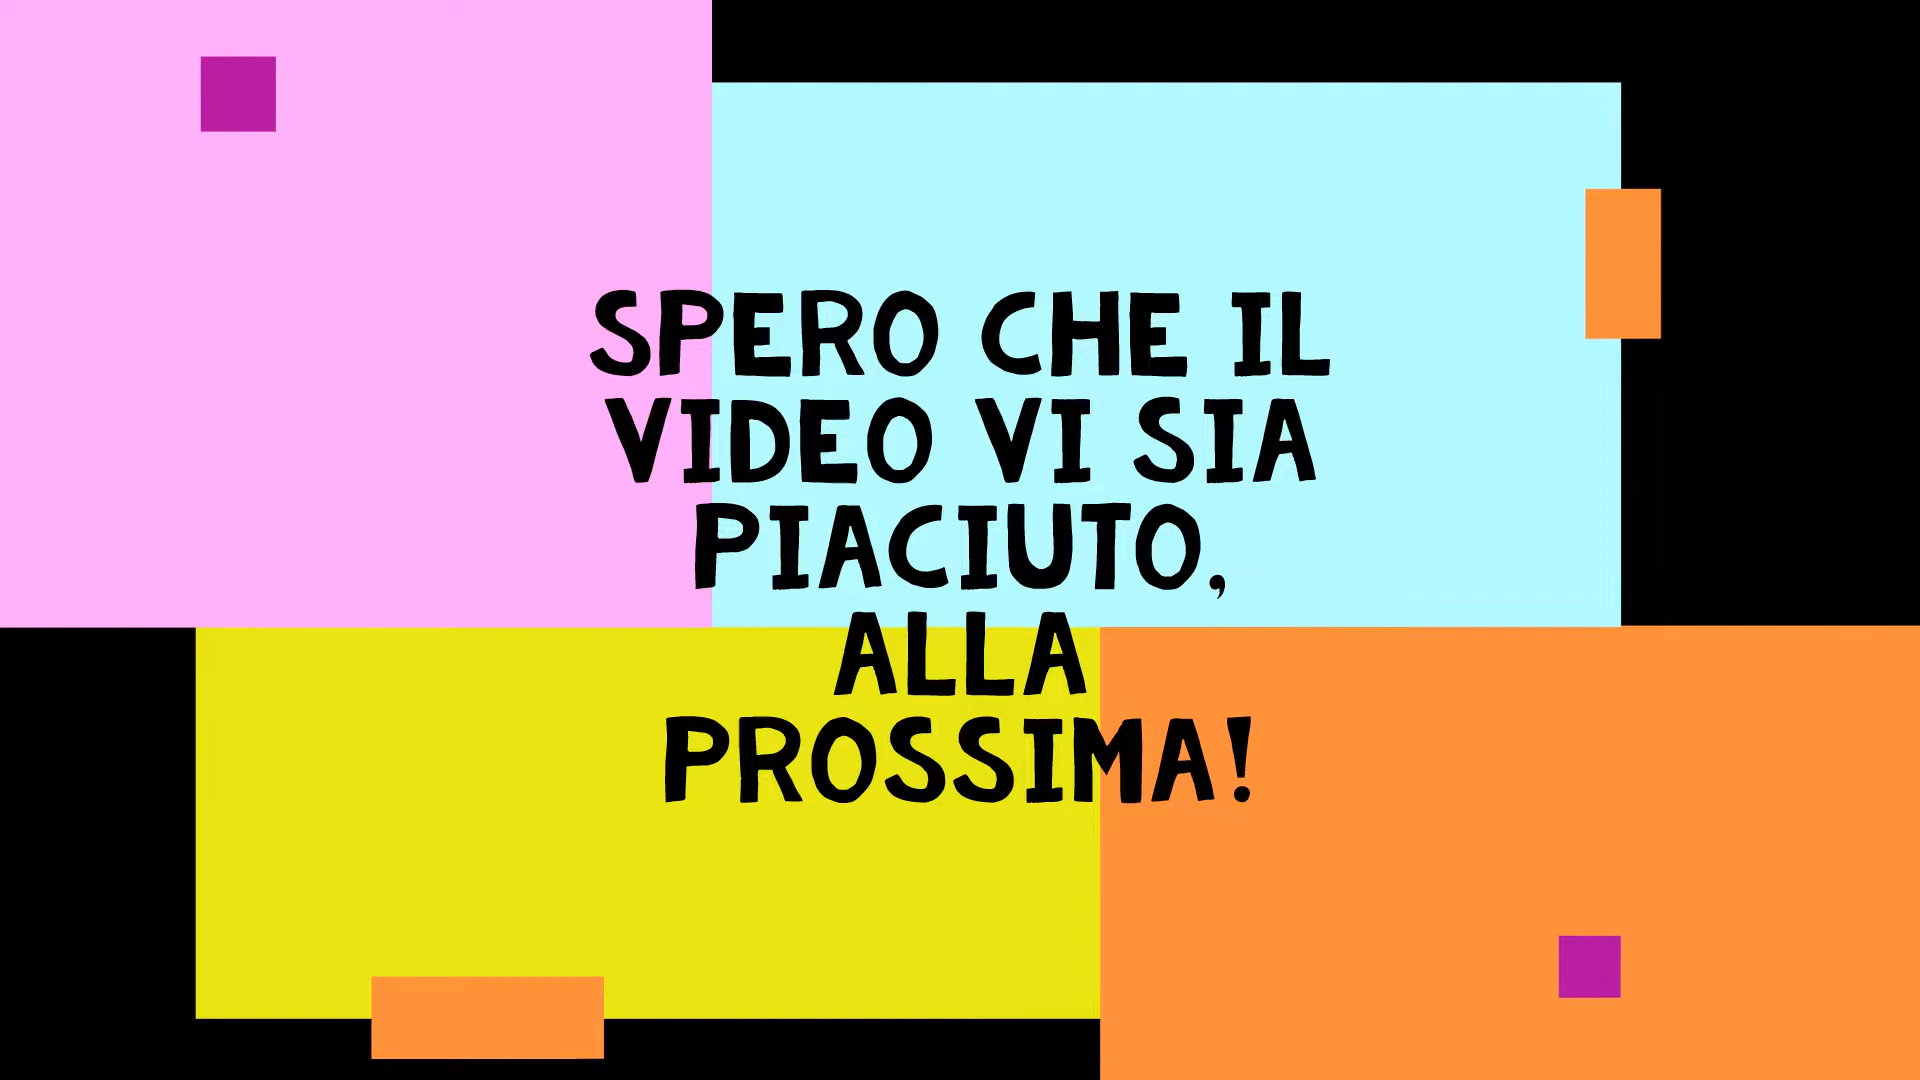 SPERO CHE IL
VIDEO VI SIA
PIACIUTO,
ALLA
PROSSIMA!